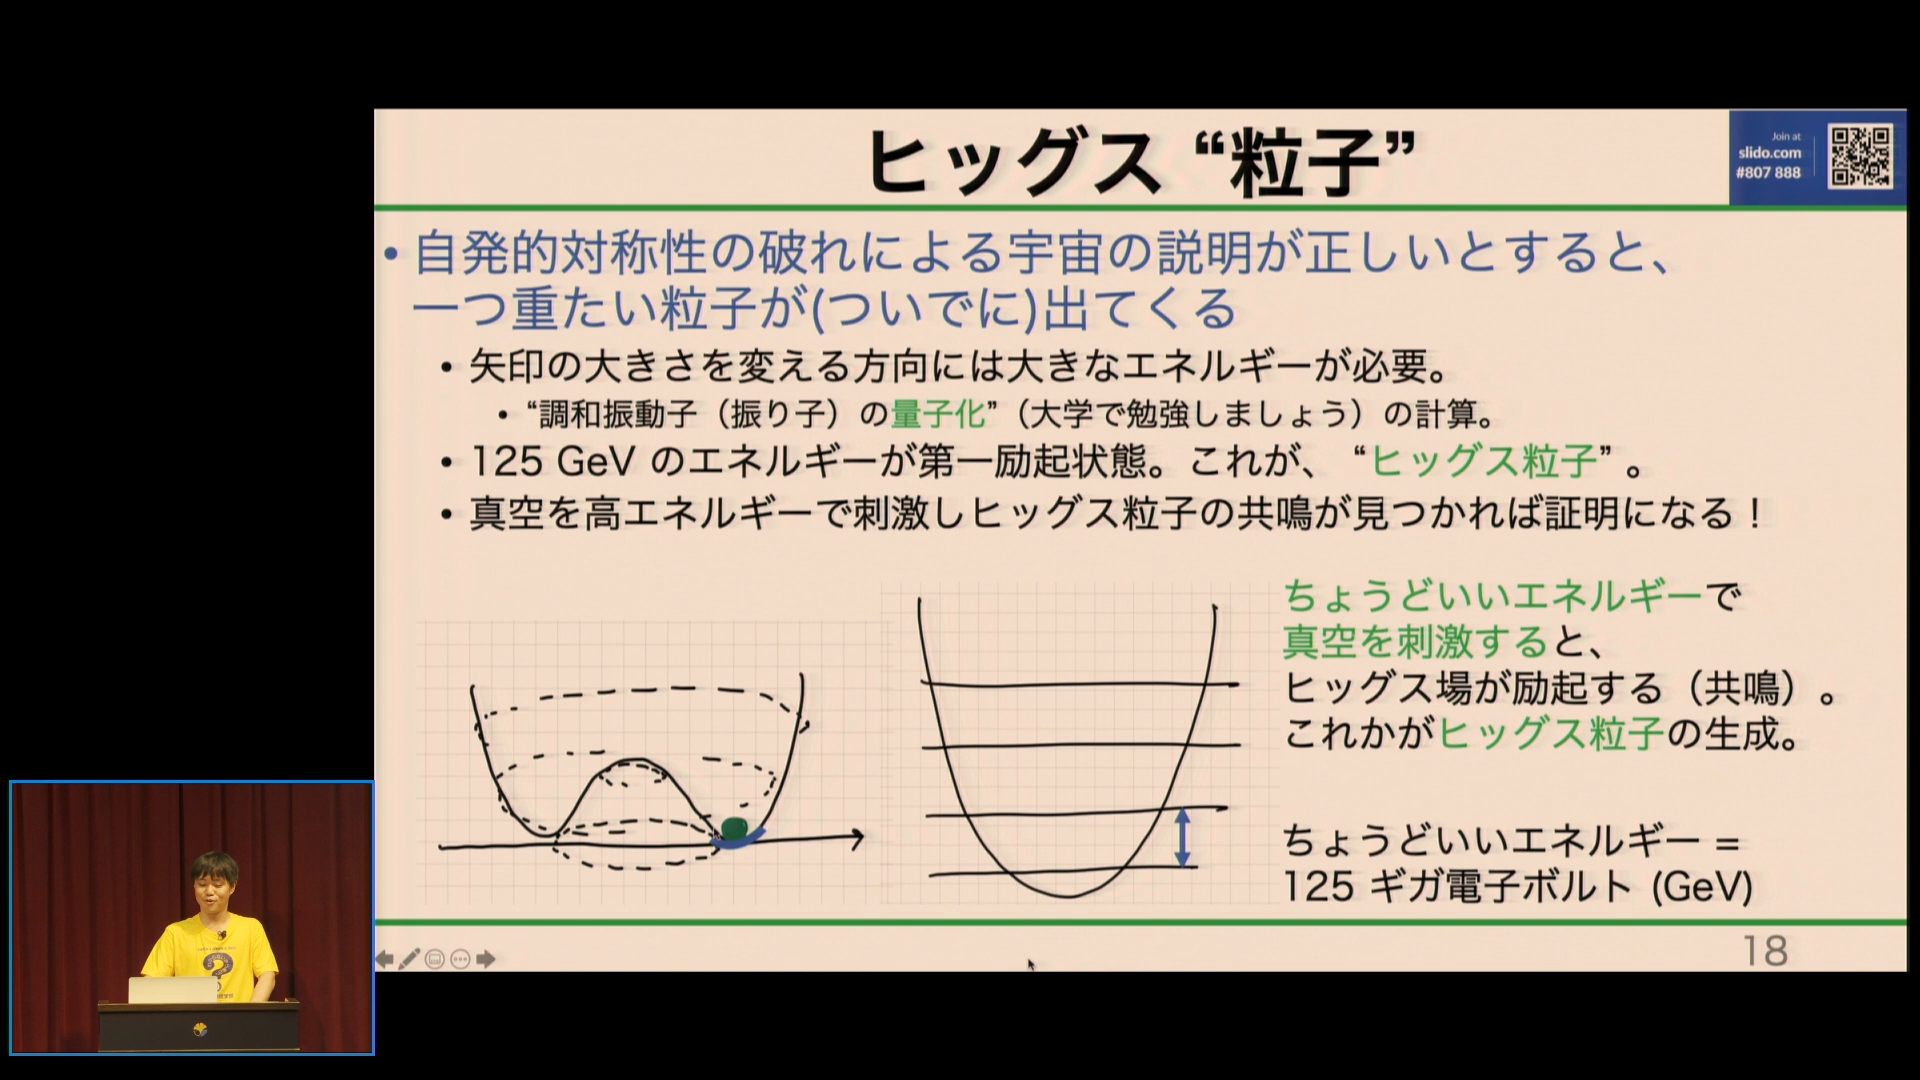 ヒッグス “粒子”
Join at
slido.com
#807 888
• 自発的対称性の破れによる宇宙の説明が正しいとすると、
一つ重たい粒子が(ついでに)出てくる
• 矢印の大きさを変える方向には大きなエネルギーが必要。
• “調和振動子（振り子）の量子化”（大学で勉強しましょう）の計算。
• 125 GeV のエネルギーが第一励起状態。これが、 “ヒッグス粒子” 。
• 真空を高エネルギーで刺激しヒッグス粒子の共鳴が見つかれば証明になる！
ちょうどいいエネルギーで
真空を刺激すると、
ヒッグス場が励起する（共鳴）。
これかがヒッグス粒子の生成。
ちょうどいいエネルギー =
125 ギガ電子ボルト (GeV)
18
?